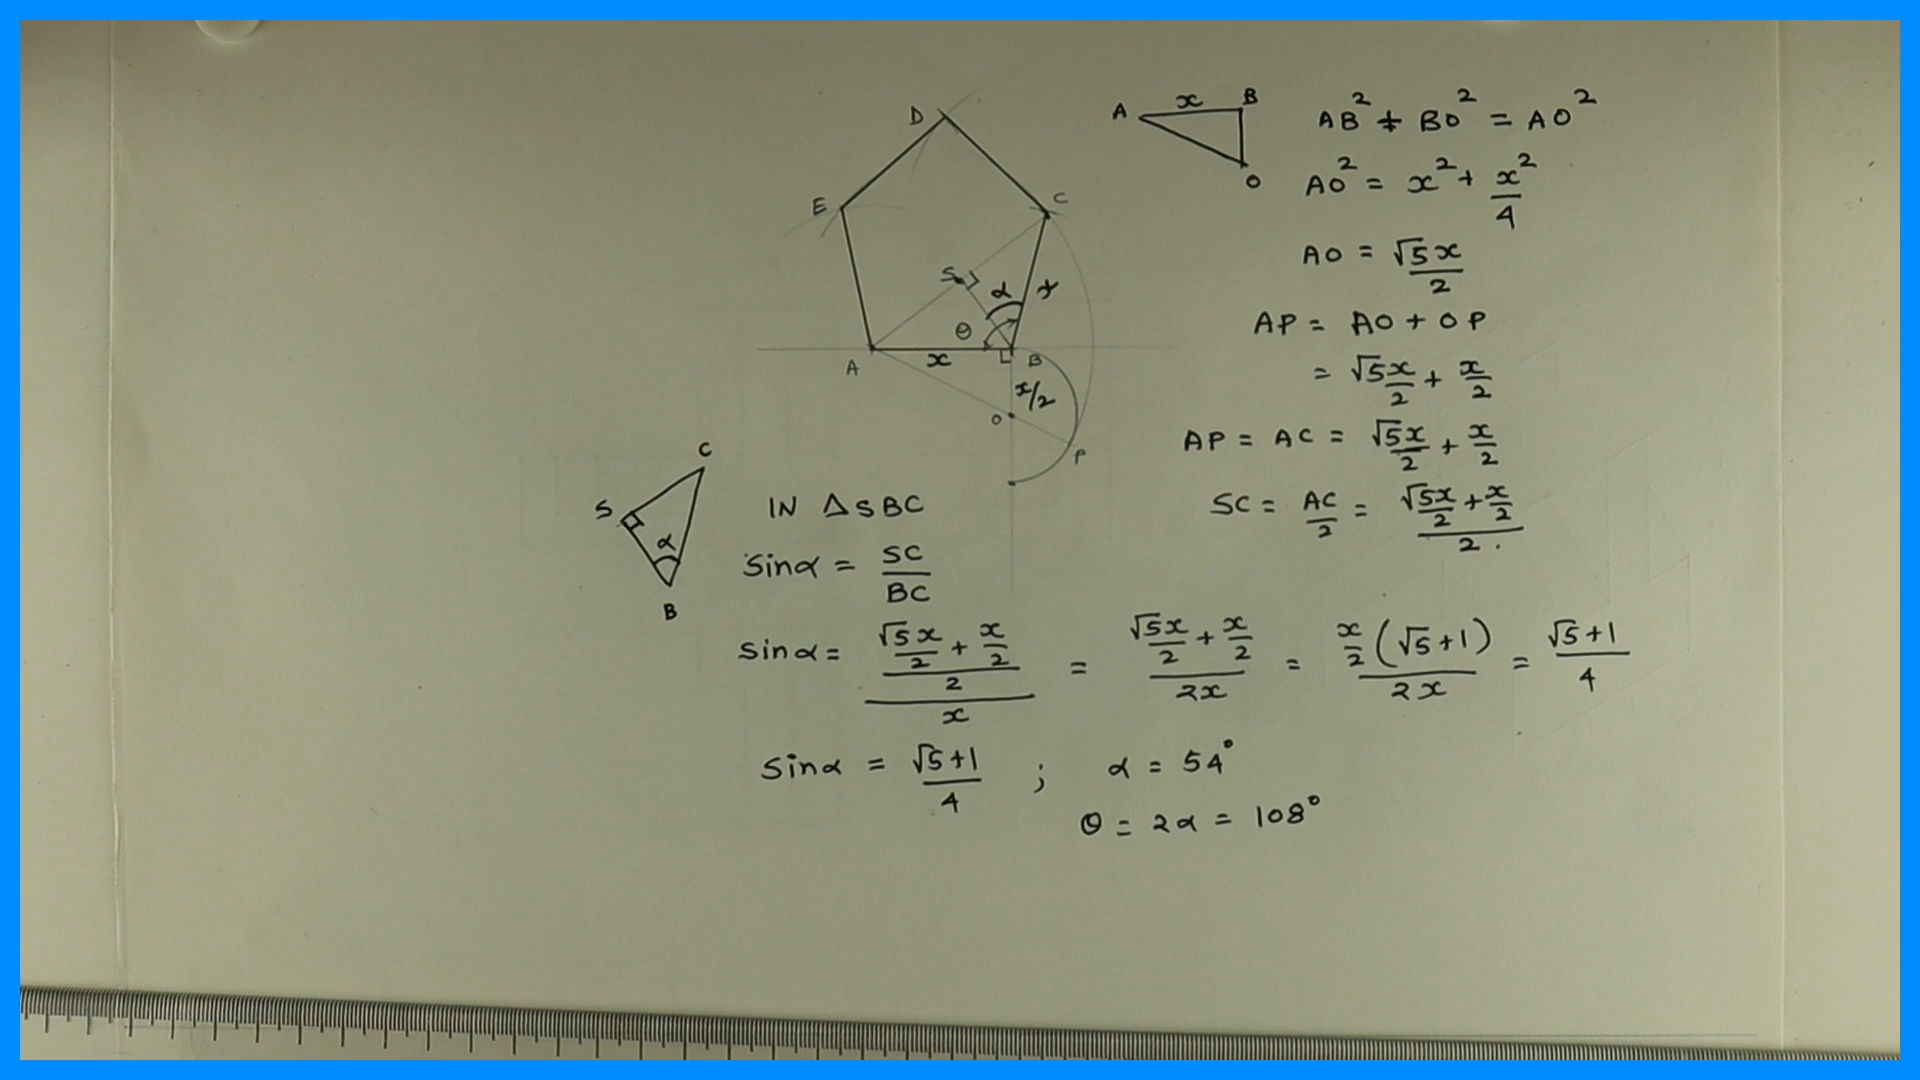 D
E
C
S
α
x
θ
A
x
B
x/2
O
P
A x B
O
AB² + BO² = AO²
AO² = x² + x²/4
AO = √5x/2
AP = AO + OP
= √5x/2 + x/2
AP = AC = √5x/2 + x/2
SC = AC/2 = (√5x/2 + x/2)/2.
C
S
α
B
IN △SBC
Sinα = SC/BC
Sinα = ((√5x/2 + x/2)/2)/x = (√5x/2 + x/2)/2x = x/2(√5+1)/2x = (√5+1)/4
Sinα = (√5+1)/4 ; α = 54°
θ = 2α = 108°